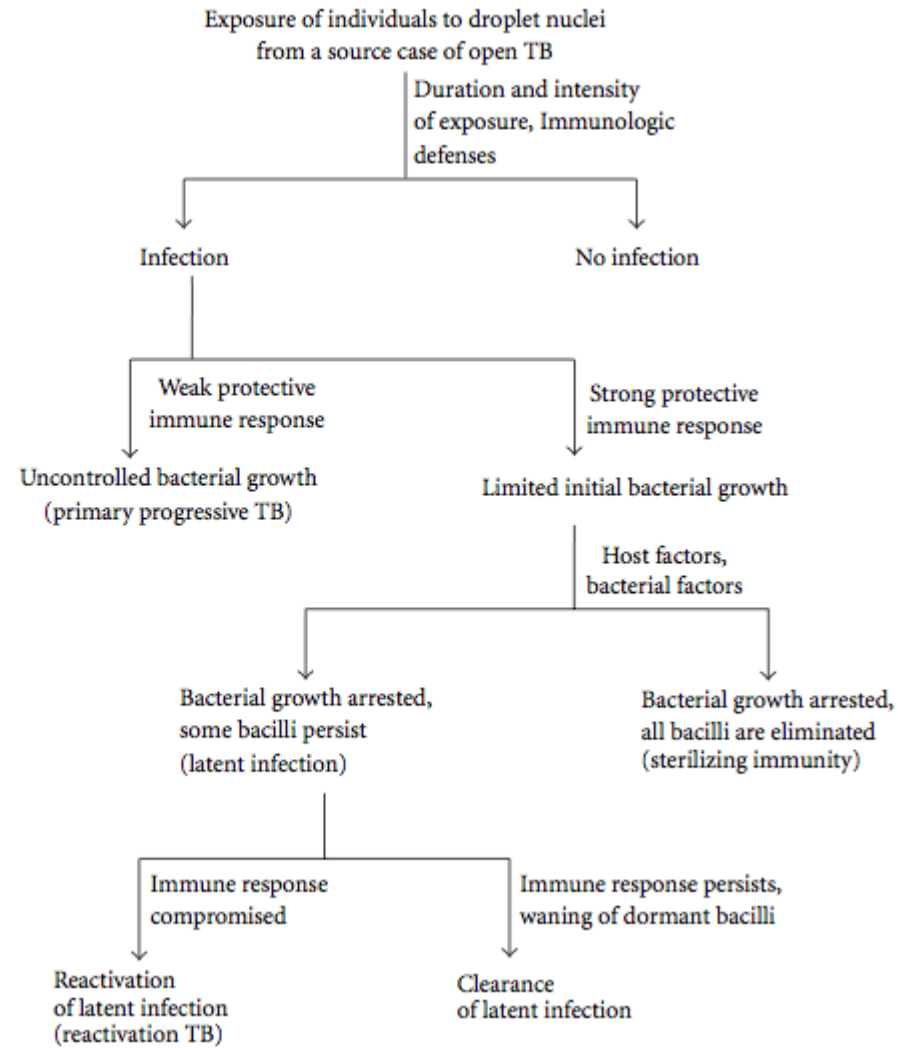 Exposure of individuals to droplet nuclei
from a source case of open TB
Duration and intensity
of exposure, Immunologic
defenses
Infection
No infection
Weak protective
immune response
Strong protective
immune response
Uncontrolled bacterial growth
(primary progressive TB)
Limited initial bacterial growth
Host factors,
bacterial factors
Bacterial growth arrested,
some bacilli persist
(latent infection)
Bacterial growth arrested,
all bacilli are eliminated
(sterilizing immunity)
Immune response
compromised
Immune response persists,
waning of dormant bacilli
Reactivation
of latent infection
(reactivation TB)
Clearance
of latent infection